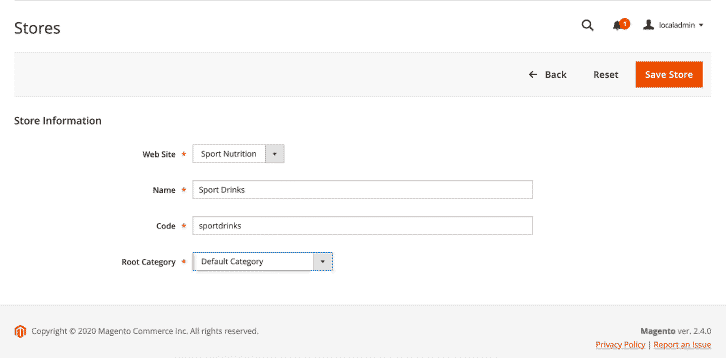 Stores
1
localadmin
Back
Reset
Save Store
Store Information
Web Site * Sport Nutrition
Name * Sport Drinks
Code * sportdrinks
Root Category * Default Category
Copyright © 2020 Magento Commerce Inc. All rights reserved.
Magento ver. 2.4.0
Privacy Policy | Report an Issue